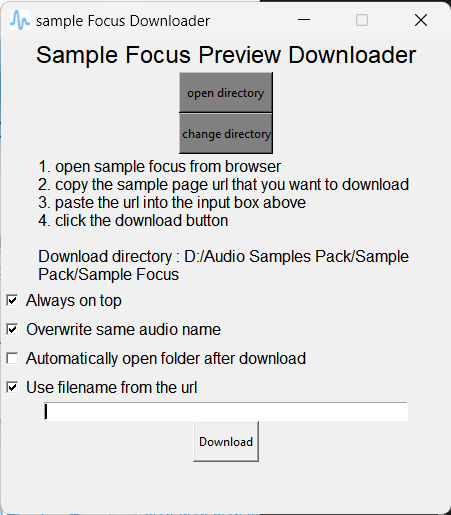 sample Focus Downloader
Sample Focus Preview Downloader
open directory
change directory
1. open sample focus from browser
2. copy the sample page url that you want to download
3. paste the url into the input box above
4. click the download button
Download directory : D:/Audio Samples Pack/Sample
Pack/Sample Focus
Always on top
Overwrite same audio name
Automatically open folder after download
Use filename from the url
Download